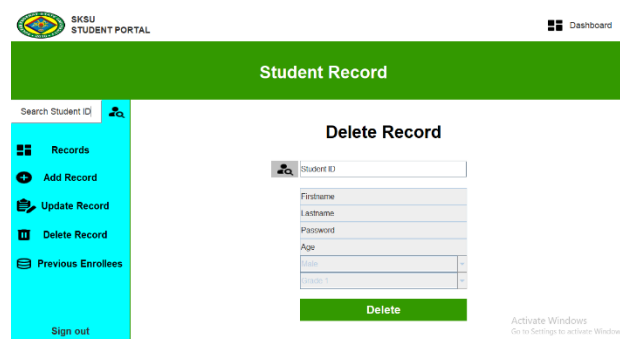 SKSU
STUDENT PORTAL
Dashboard
Student Record
Search Student ID
Records
Add Record
Update Record
Delete Record
Previous Enrollees
Sign out
Delete Record
Student ID
Firstname
Lastname
Password
Age
Male
Grade 1
Delete
Activate Windows
Go to Settings to activate Window